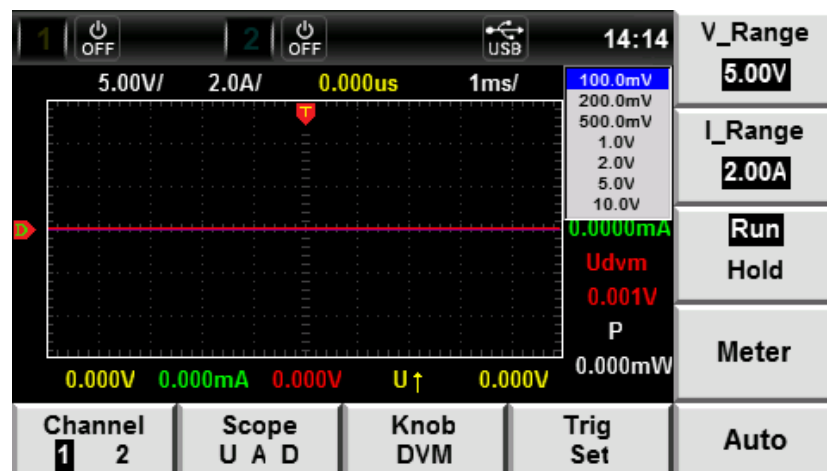 1 OFF 2 OFF USB 14:14
5.00V/ 2.0A/ 0.000us 1ms/
T
D
100.0mV
200.0mV
500.0mV
1.0V
2.0V
5.0V
10.0V
0.0000mA
Udvm
0.001V
P
0.000mW
0.000V 0.000mA 0.000V U↑ 0.000V
V_Range
5.00V
I_Range
2.00A
Run
Hold
Meter
Auto
Channel
1 2
Scope
U A D
Knob
DVM
Trig
Set